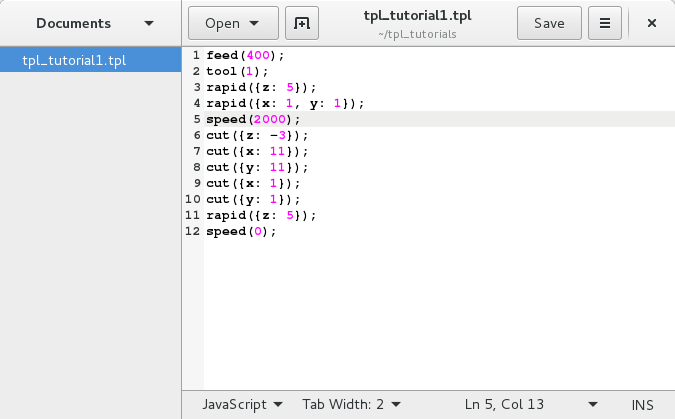 Documents
Open
tpl_tutorial1.tpl
~/tpl_tutorials
Save
tpl_tutorial1.tpl
1 feed(400);
2 tool(1);
3 rapid({z: 5});
4 rapid({x: 1, y: 1});
5 speed(2000);
6 cut({z: -3});
7 cut({x: 11});
8 cut({y: 11});
9 cut({x: 1});
10 cut({y: 1});
11 rapid({z: 5});
12 speed(0);
JavaScript Tab Width: 2 Ln 5, Col 13 INS